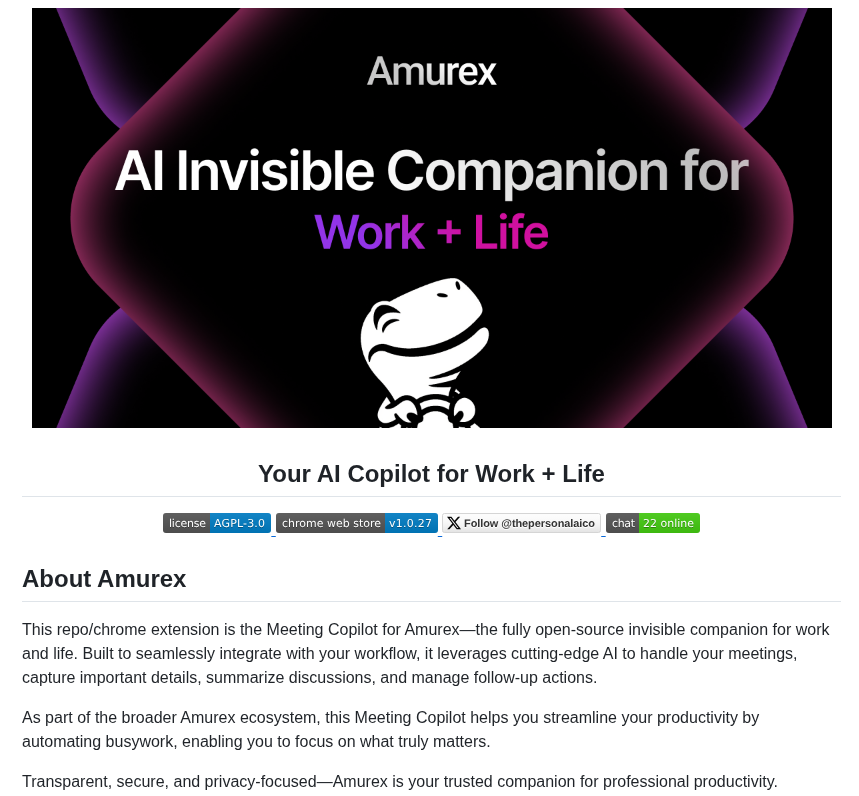 Amurex
AI Invisible Companion for
Work + Life
Your AI Copilot for Work + Life
license AGPL-3.0 chrome web store v1.0.27 Follow @thepersonalaico chat 22 online
About Amurex
This repo/chrome extension is the Meeting Copilot for Amurex—the fully open-source invisible companion for work
and life. Built to seamlessly integrate with your workflow, it leverages cutting-edge AI to handle your meetings,
capture important details, summarize discussions, and manage follow-up actions.
As part of the broader Amurex ecosystem, this Meeting Copilot helps you streamline your productivity by
automating busywork, enabling you to focus on what truly matters.
Transparent, secure, and privacy-focused—Amurex is your trusted companion for professional productivity.